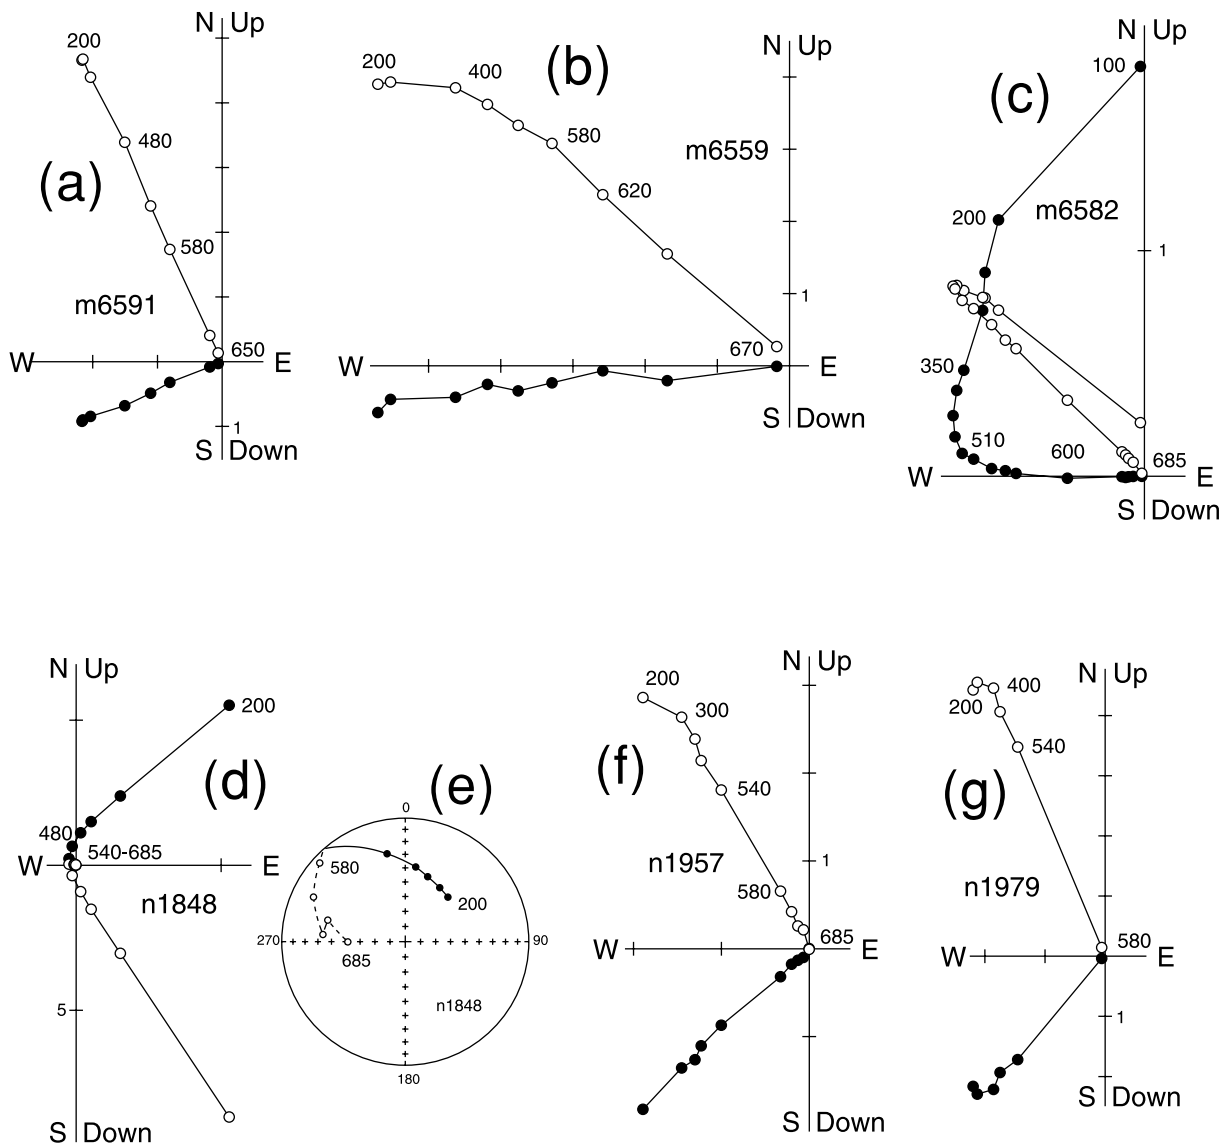 N Up
200
480
(a)
580
m6591
650
W E
1
S Down
N Up
(b)
200
400
580
m6559
620
1
670
W E
S Down
N Up
100
(c)
200
m6582
1
350
510
600
685
W E
S Down
N Up
200
(d)
480
540-685
W E
n1848
5
S Down
(e)
0
580
200
270
90
685
n1848
180
N Up
200
300
(f)
540
n1957
1
580
685
W E
S Down
N Up
400
200
540
(g)
n1979
580
W E
1
S Down